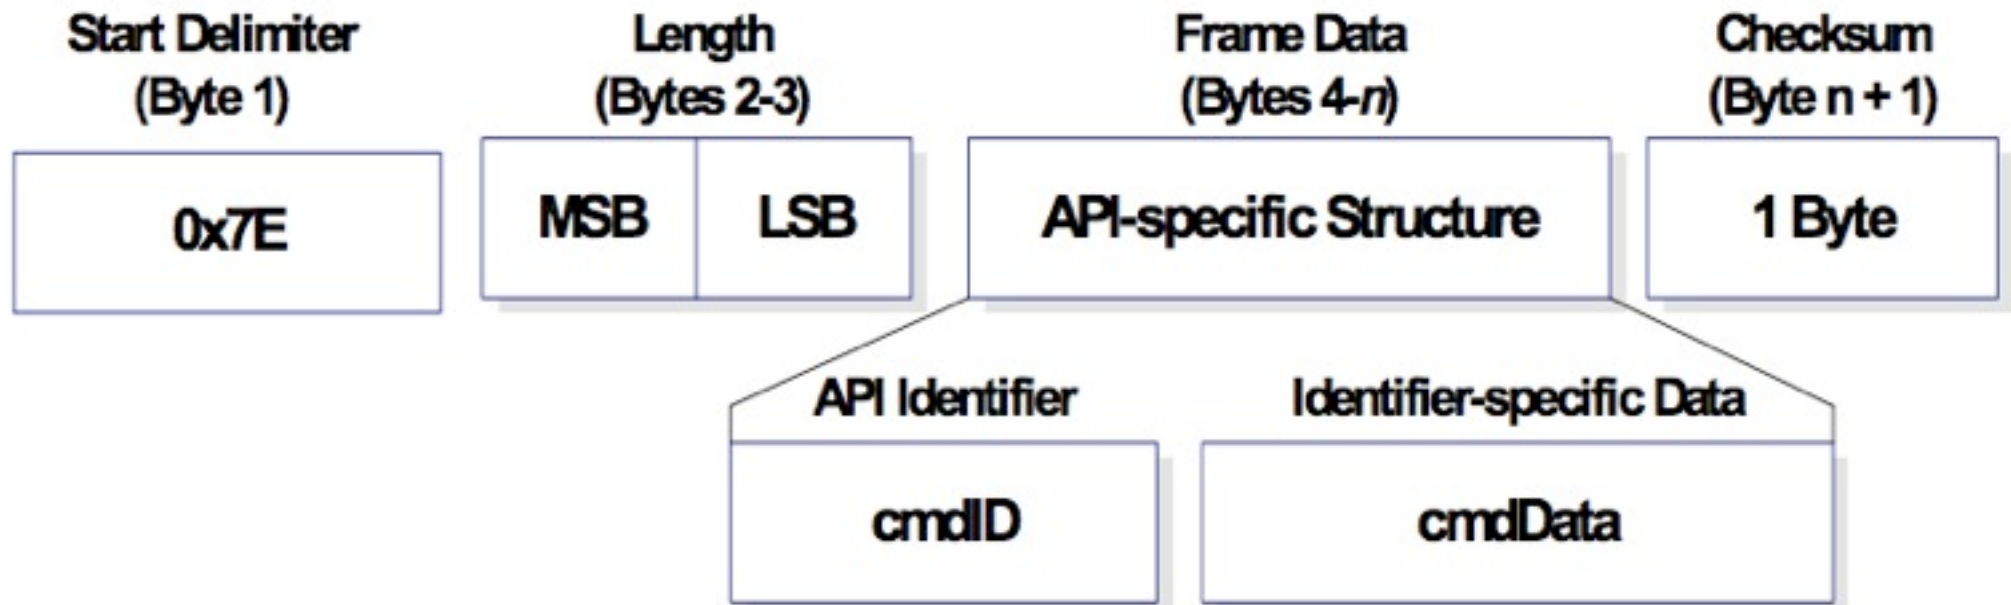 Start Delimiter
(Byte 1)
Length
(Bytes 2-3)
Frame Data
(Bytes 4-n)
Checksum
(Byte n + 1)
0x7E
MSB
LSB
API-specific Structure
1 Byte
API Identifier
Identifier-specific Data
cmdID
cmdData